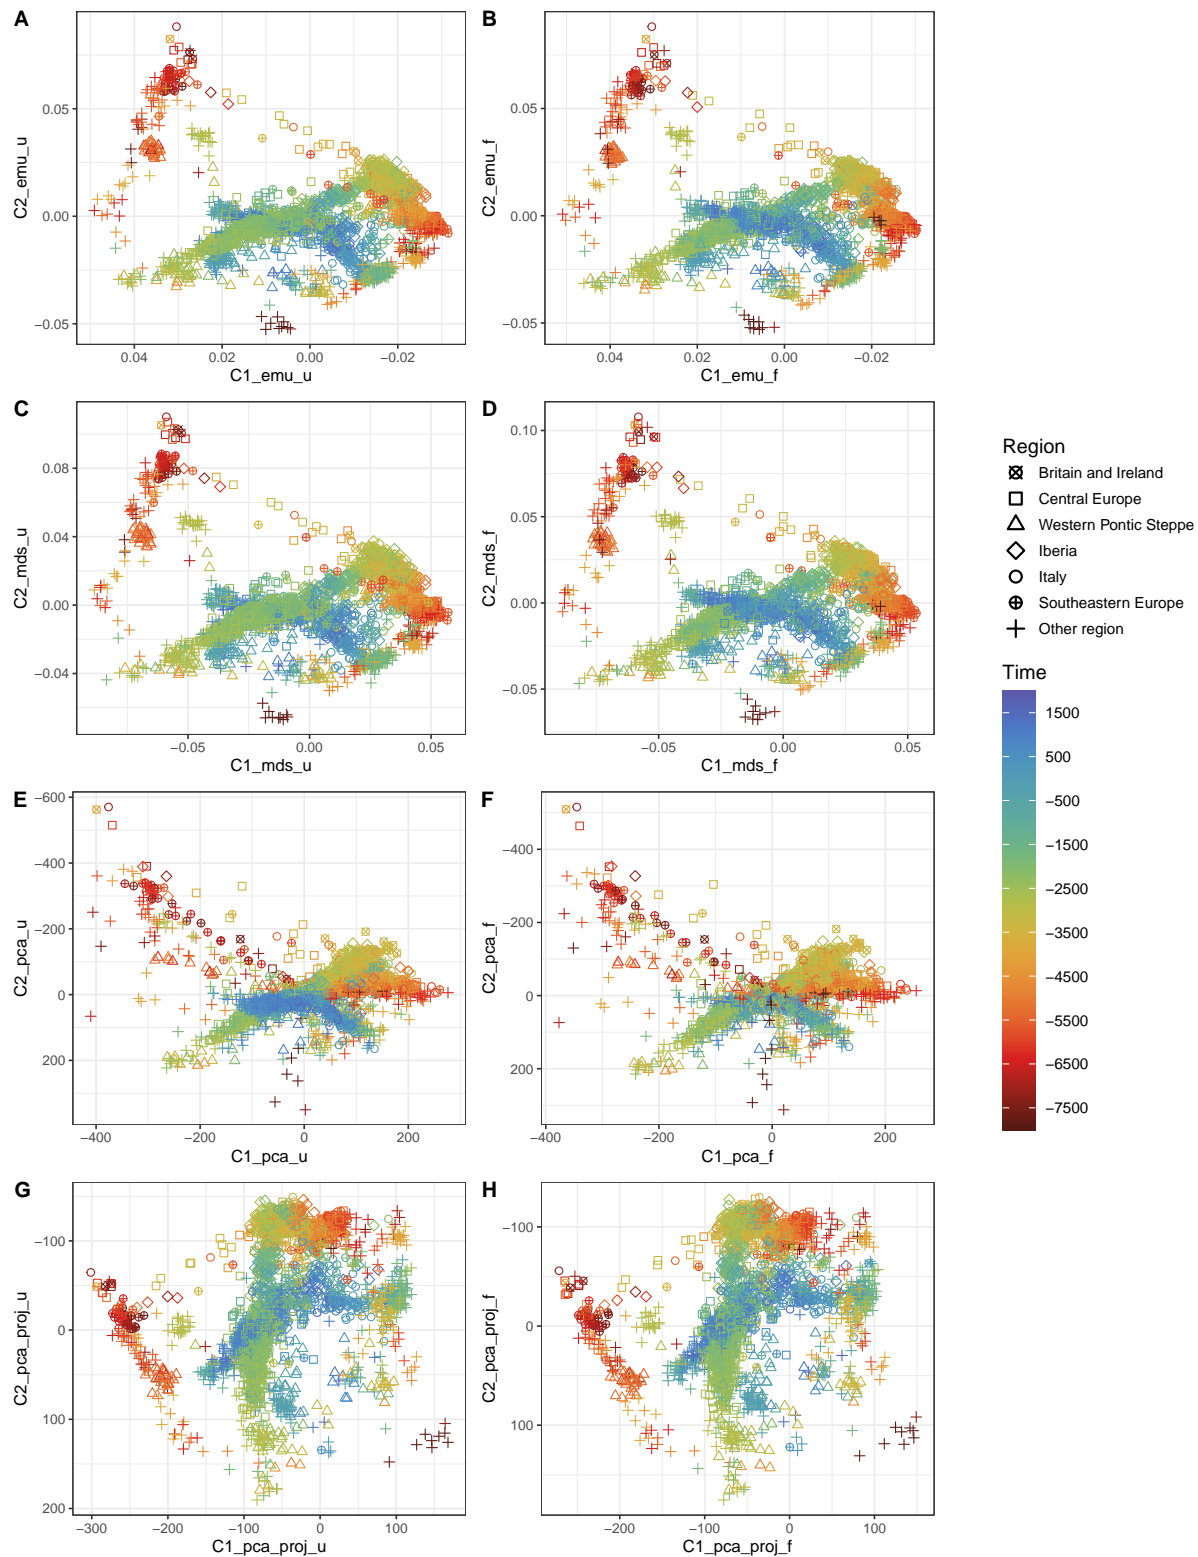 A
B
0.05
0.00
−0.05
C2_emu_u
0.04
0.02
0.00
−0.02
C1_emu_u
0.05
0.00
−0.05
C2_emu_f
0.04
0.02
0.00
−0.02
C1_emu_f
C
D
0.08
0.04
0.00
−0.04
C2_mds_u
−0.05
0.00
0.05
C1_mds_u
0.10
0.05
0.00
−0.05
C2_mds_f
−0.05
0.00
0.05
C1_mds_f
E
F
−600
−400
−200
0
200
C2_pca_u
−400
−200
0
200
C1_pca_u
−400
−200
0
200
C2_pca_f
−400
−200
0
200
C1_pca_f
G
H
−100
0
100
200
C2_pca_proj_u
−300
−200
−100
0
100
C1_pca_proj_u
−100
0
100
C2_pca_proj_f
−200
−100
0
100
C1_pca_proj_f
Region
Britain and Ireland
Central Europe
Western Pontic Steppe
Iberia
Italy
Southeastern Europe
Other region
Time
1500
500
−500
−1500
−2500
−3500
−4500
−5500
−6500
−7500